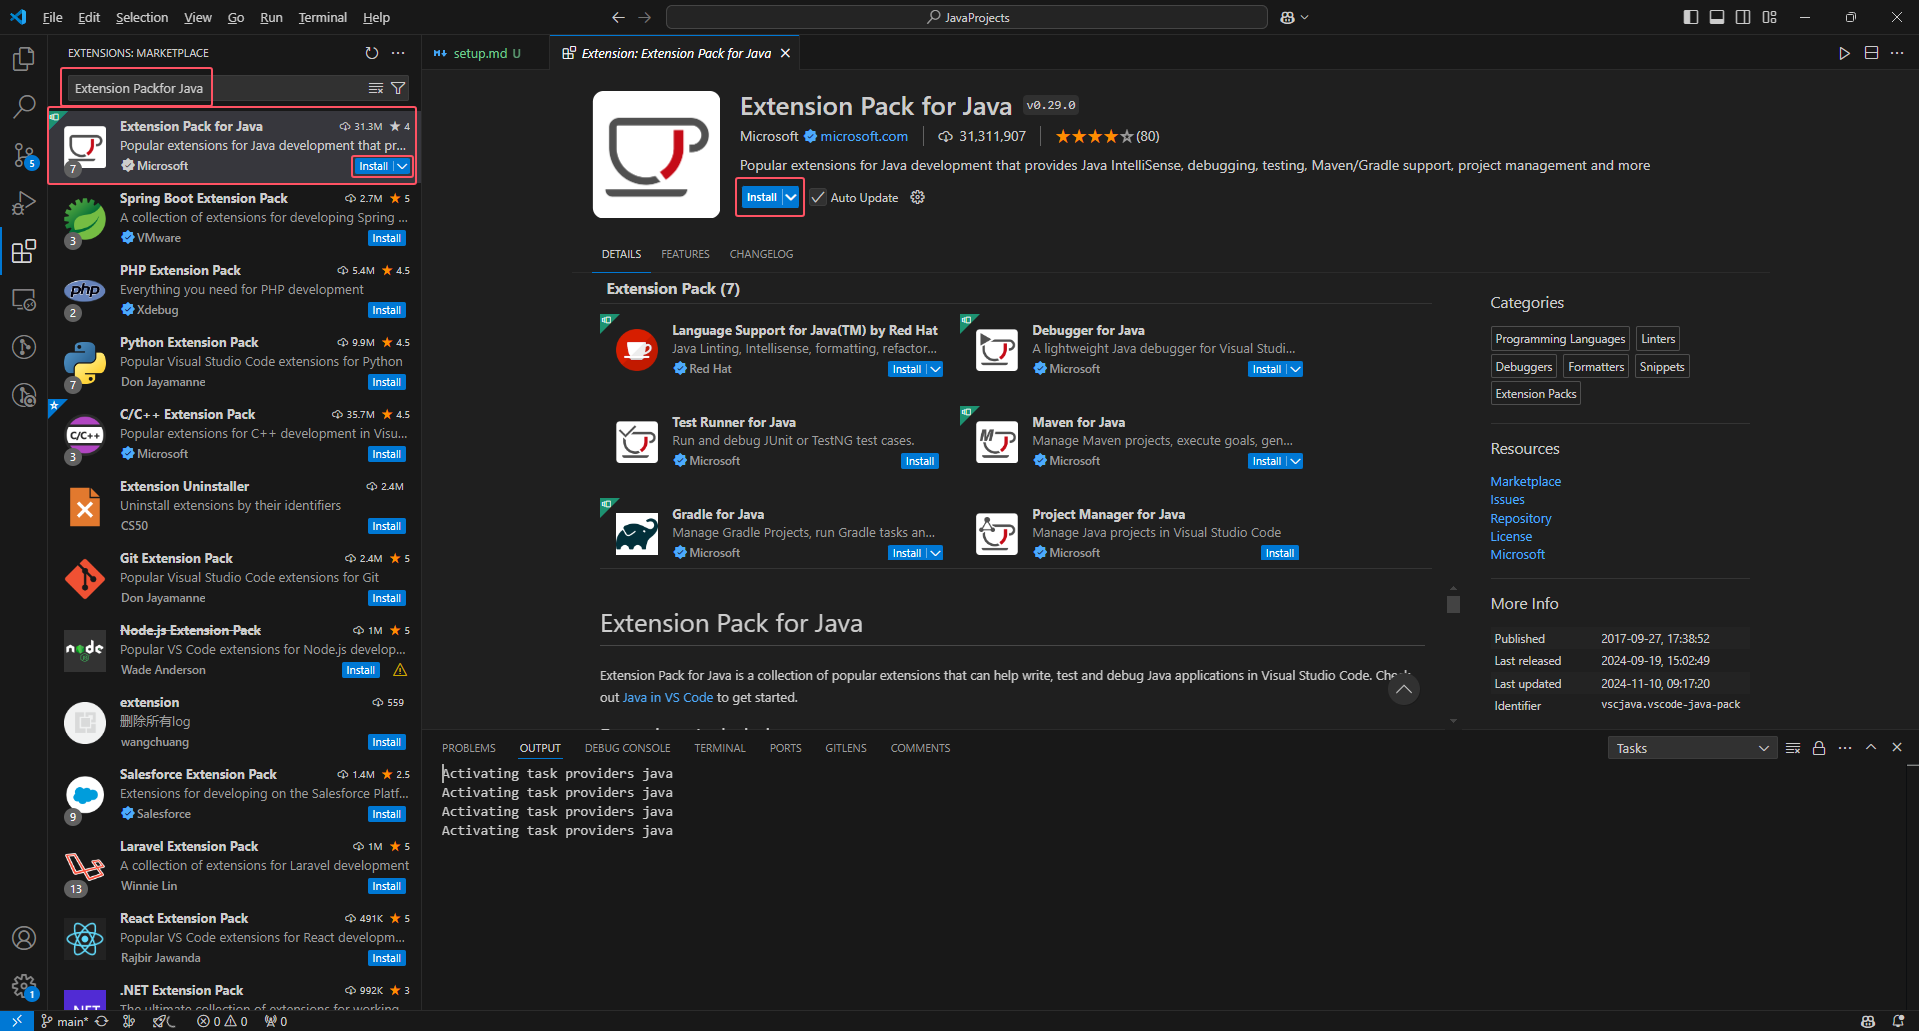 File Edit Selection View Go Run Terminal Help
JavaProjects
EXTENSIONS: MARKETPLACE
Extension Packfor Java
Extension Pack for Java 31.3M 4
Popular extensions for Java development that pr...
Microsoft Install
7
Spring Boot Extension Pack 2.7M 5
A collection of extensions for developing Spring ...
VMware Install
3
PHP Extension Pack 5.4M 4.5
Everything you need for PHP development
Xdebug Install
php
2
Python Extension Pack 9.9M 4.5
Popular Visual Studio Code extensions for Python
Don Jayamanne Install
7
C/C++ Extension Pack 35.7M 4.5
Popular extensions for C++ development in Visu...
Microsoft Install
C/C++
3
Extension Uninstaller 2.4M
Uninstall extensions by their identifiers
CS50 Install
Git Extension Pack 2.4M 5
Popular Visual Studio Code extensions for Git
Don Jayamanne Install
Node.js Extension Pack 1M 5
Popular VS Code extensions for Node.js develop...
Wade Anderson Install
node
extension 559
删除所有log
wangchuang Install
Salesforce Extension Pack 1.4M 2.5
Extensions for developing on the Salesforce Platf...
Salesforce Install
9
Laravel Extension Pack 1M 5
A collection of extensions for Laravel development
Winnie Lin Install
13
React Extension Pack 491K 5
Popular VS Code extensions for React developm...
Rajbir Jawanda Install
.NET Extension Pack 992K 3
The ultimate collection of extensions for working
.NET
5
1
setup.md U
Extension: Extension Pack for Java
Extension Pack for Java v0.29.0
Microsoft microsoft.com 31,311,907 (80)
Popular extensions for Java development that provides Java IntelliSense, debugging, testing, Maven/Gradle support, project management and more
Install Auto Update
DETAILS FEATURES CHANGELOG
Extension Pack (7)
Language Support for Java(TM) by Red Hat
Java Linting, Intellisense, formatting, refactor...
Red Hat Install
Debugger for Java
A lightweight Java debugger for Visual Studi...
Microsoft Install
Test Runner for Java
Run and debug JUnit or TestNG test cases.
Microsoft Install
Maven for Java
Manage Maven projects, execute goals, gen...
Microsoft Install
M
Gradle for Java
Manage Gradle Projects, run Gradle tasks an...
Microsoft Install
Project Manager for Java
Manage Java projects in Visual Studio Code
Microsoft Install
Extension Pack for Java
Extension Pack for Java is a collection of popular extensions that can help write, test and debug Java applications in Visual Studio Code. Check
out Java in VS Code to get started.
Categories
Programming Languages Linters
Debuggers Formatters Snippets
Extension Packs
Resources
Marketplace
Issues
Repository
License
Microsoft
More Info
Published 2017-09-27, 17:38:52
Last released 2024-09-19, 15:02:49
Last updated 2024-11-10, 09:17:20
Identifier vscjava.vscode-java-pack
PROBLEMS OUTPUT DEBUG CONSOLE TERMINAL PORTS GITLENS COMMENTS
Tasks
Activating task providers java
Activating task providers java
Activating task providers java
Activating task providers java
main* 0 0 0